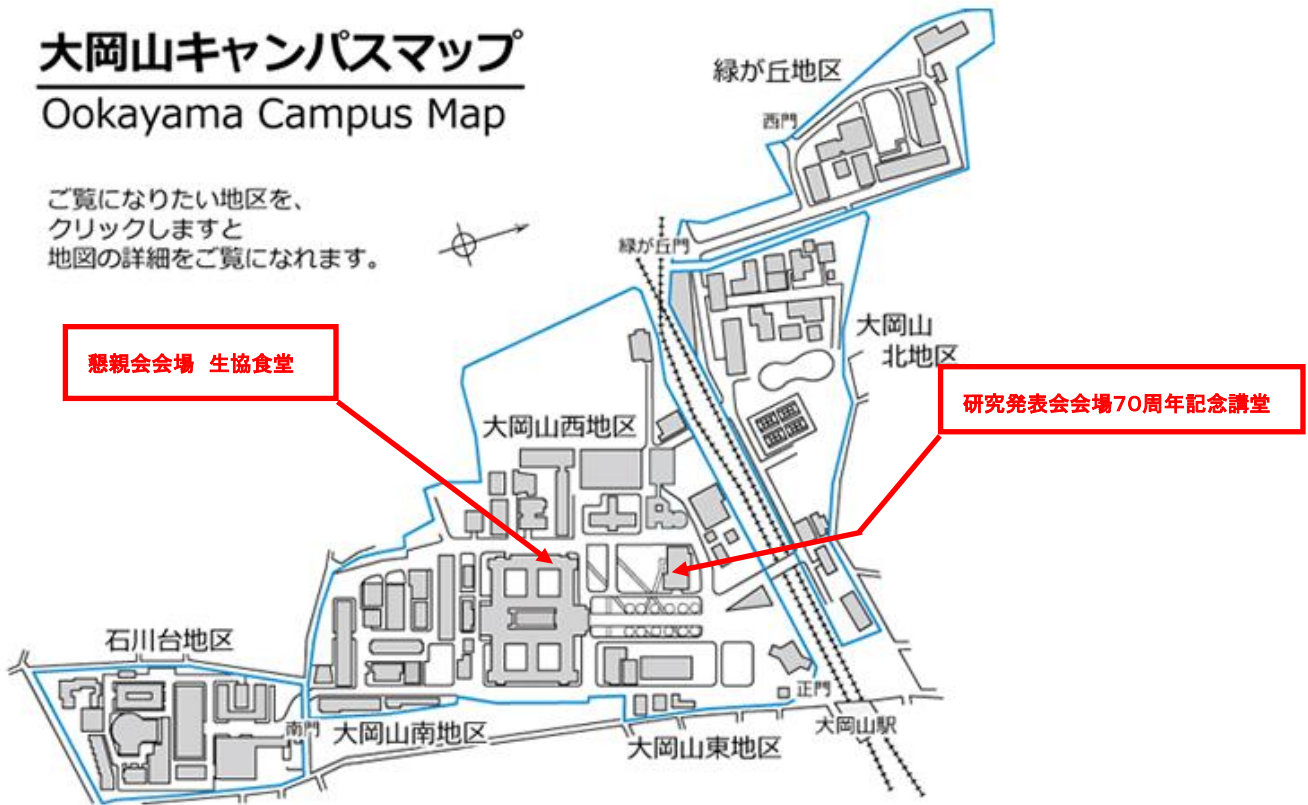 大岡山キャンパスマップ
Ookayama Campus Map
ご覧になりたい地区を、
クリックしますと
地図の詳細をご覧になれます。
緑が丘地区
西門
緑が丘門
大岡山
北地区
懇親会会場 生協食堂
研究発表会会場70周年記念講堂
大岡山西地区
石川台地区
南門
大岡山南地区
大岡山東地区
正門
大岡山駅